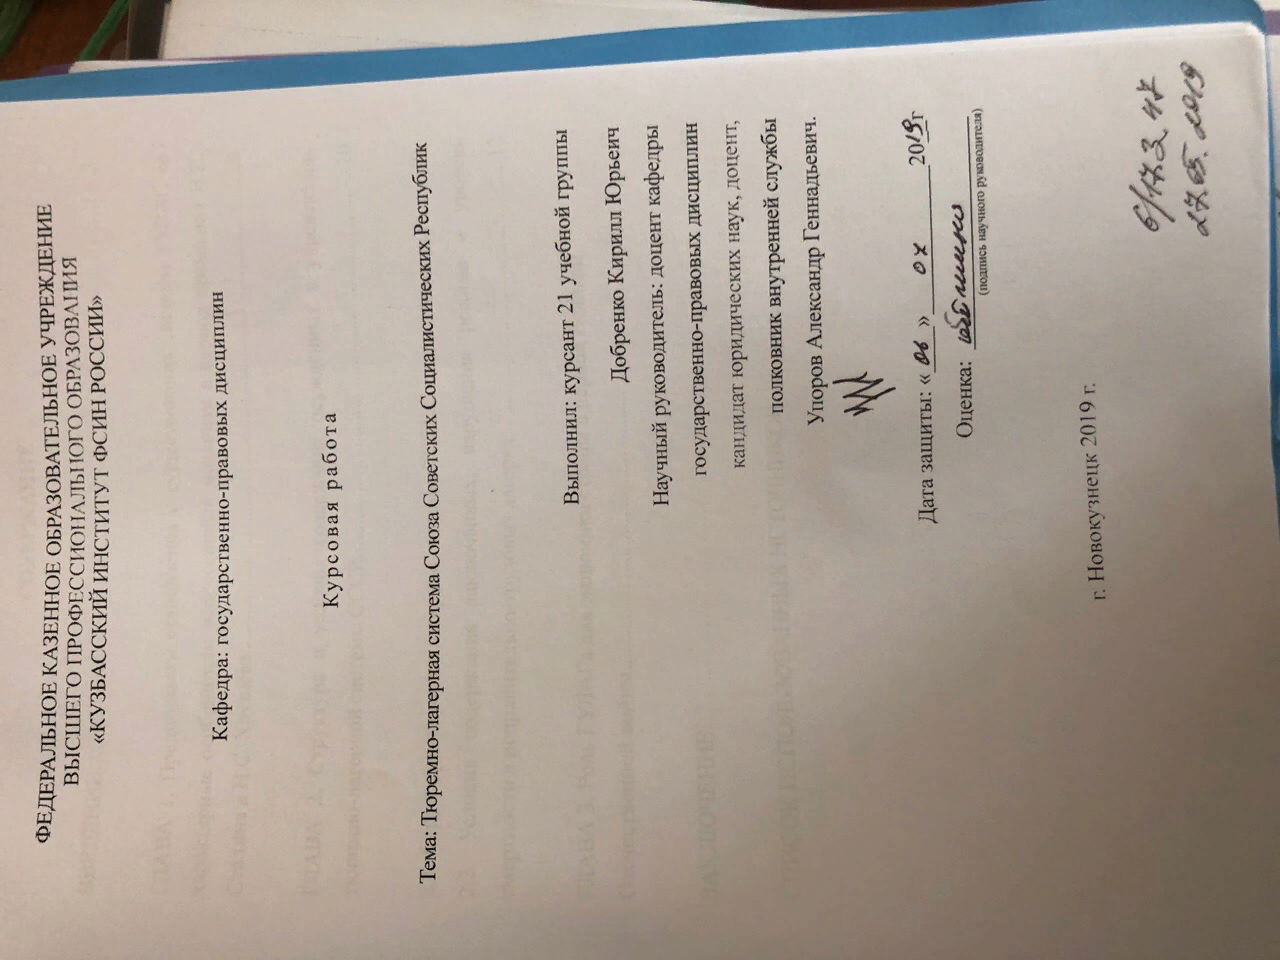 ФЕДЕРАЛЬНОЕ КАЗЕННОЕ ОБРАЗОВАТЕЛЬНОЕ УЧРЕЖДЕНИЕ
ВЫСШЕГО ПРОФЕССИОНАЛЬНОГО ОБРАЗОВАНИЯ
«КУЗБАССКИЙ ИНСТИТУТ ФСИН РОССИИ»
Кафедра: государственно-правовых дисциплин
Курсовая работа
Тема: Тюремно-лагерная система Союза Советских Социалистических Республик
Выполнил: курсант 21 учебной группы
Добренко Кирилл Юрьеич
Научный руководитель: доцент кафедры
государственно-правовых дисциплин
кандидат юридических наук, доцент,
полковник внутренней службы
Упоров Александр Геннадьевич.
Дата защиты: «06» 2019г
Оценка:
(подпись научного руководителя)
г. Новокузнецк 2019 г.
27.05.2019